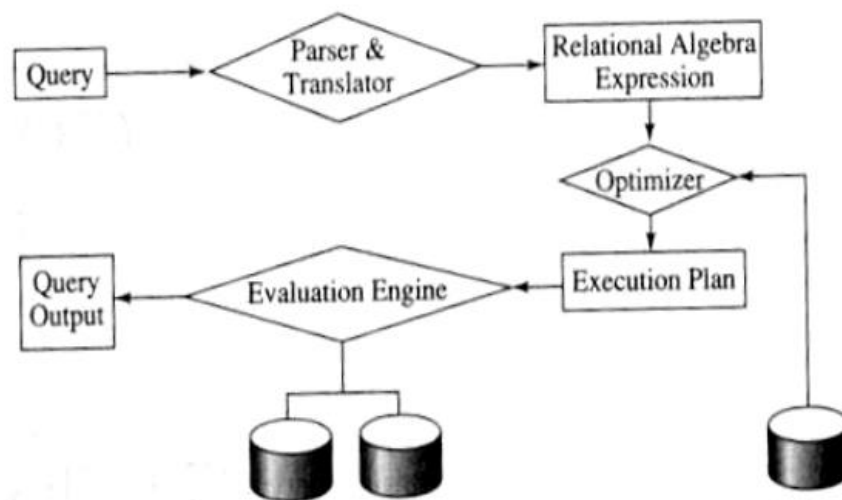 Query
Parser &
Translator
Relational Algebra
Expression
Optimizer
Execution Plan
Evaluation Engine
Query
Output